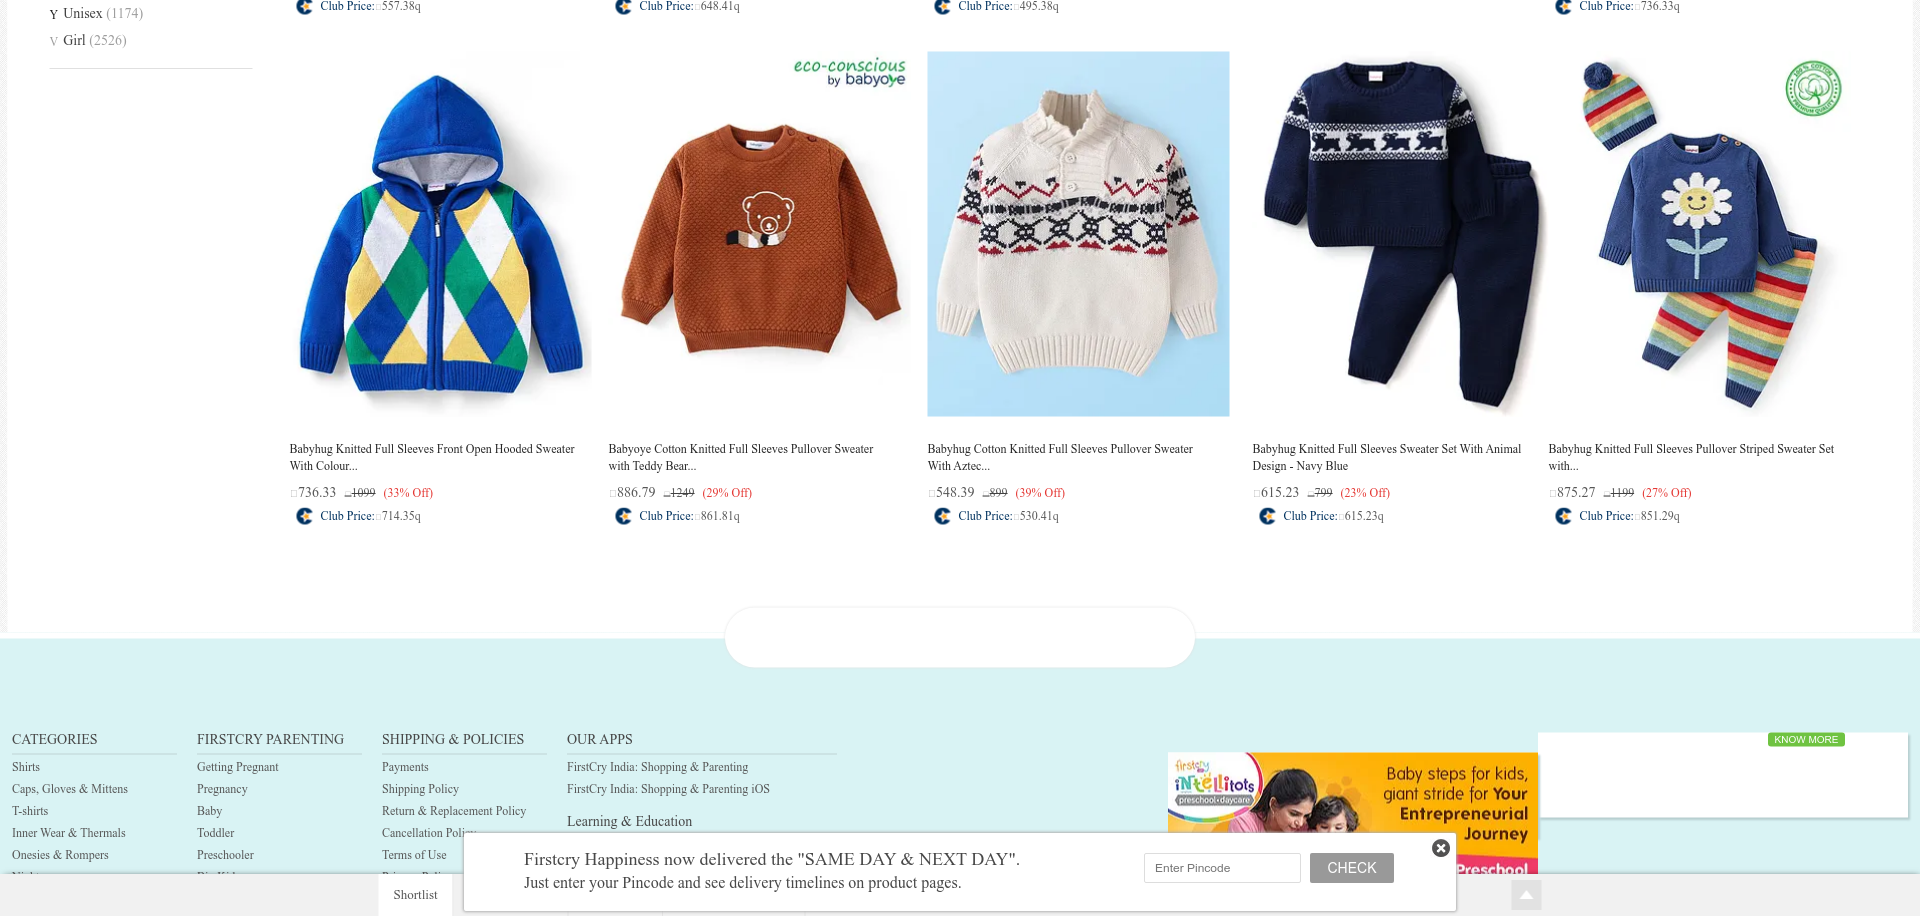 Y Unisex (1174)
V Girl (2526)
Club Price: 557.38q
Club Price: 648.41q
Club Price: 495.38q
Club Price: 736.33q
eco-conscious
by babyoye
100% COTTON
PREMIUM QUALITY
Babyhug Knitted Full Sleeves Front Open Hooded Sweater
With Colour...
736.33 1099 (33% Off)
Club Price: 714.35q
Babyoye Cotton Knitted Full Sleeves Pullover Sweater
with Teddy Bear...
886.79 1249 (29% Off)
Club Price: 861.81q
Babyhug Cotton Knitted Full Sleeves Pullover Sweater
With Aztec...
548.39 899 (39% Off)
Club Price: 530.41q
Babyhug Knitted Full Sleeves Sweater Set With Animal
Design - Navy Blue
615.23 799 (23% Off)
Club Price: 615.23q
Babyhug Knitted Full Sleeves Pullover Striped Sweater Set
with...
875.27 1199 (27% Off)
Club Price: 851.29q
CATEGORIES
Shirts
Caps, Gloves & Mittens
T-shirts
Inner Wear & Thermals
Onesies & Rompers
FIRSTCRY PARENTING
Getting Pregnant
Pregnancy
Baby
Toddler
Preschooler
SHIPPING & POLICIES
Payments
Shipping Policy
Return & Replacement Policy
Cancellation Policy
Terms of Use
OUR APPS
FirstCry India: Shopping & Parenting
FirstCry India: Shopping & Parenting iOS
Learning & Education
firstcry
intellitots
preschool•daycare
Baby steps for kids,
giant stride for Your
Entrepreneurial
Journey
Preschool
KNOW MORE
Firstcry Happiness now delivered the "SAME DAY & NEXT DAY".
Just enter your Pincode and see delivery timelines on product pages.
Enter Pincode
CHECK
Shortlist